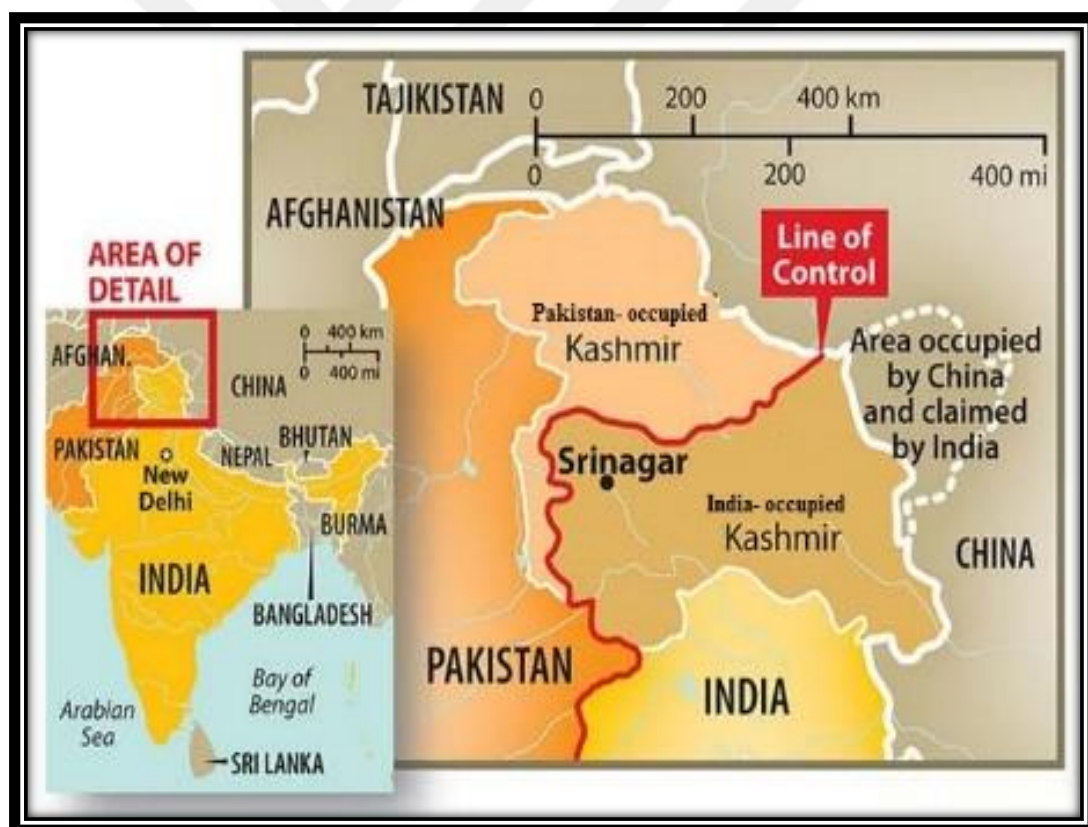 TAJIKISTAN
0 200 400 km
0 200 400 mi
AFGHANISTAN
Line of
Control
Pakistan- occupied
Kashmir
Area occupied
by China
and claimed
by India
Srinagar
India- occupied
Kashmir
CHINA
PAKISTAN
INDIA
AREA OF
DETAIL
0 400 km
0 400 mi
AFGHAN.
CHINA
PAKISTAN
New
Delhi
NEPAL
BHUTAN
BURMA
INDIA
BANGLADESH
Bay of
Bengal
Arabian
Sea
SRI LANKA